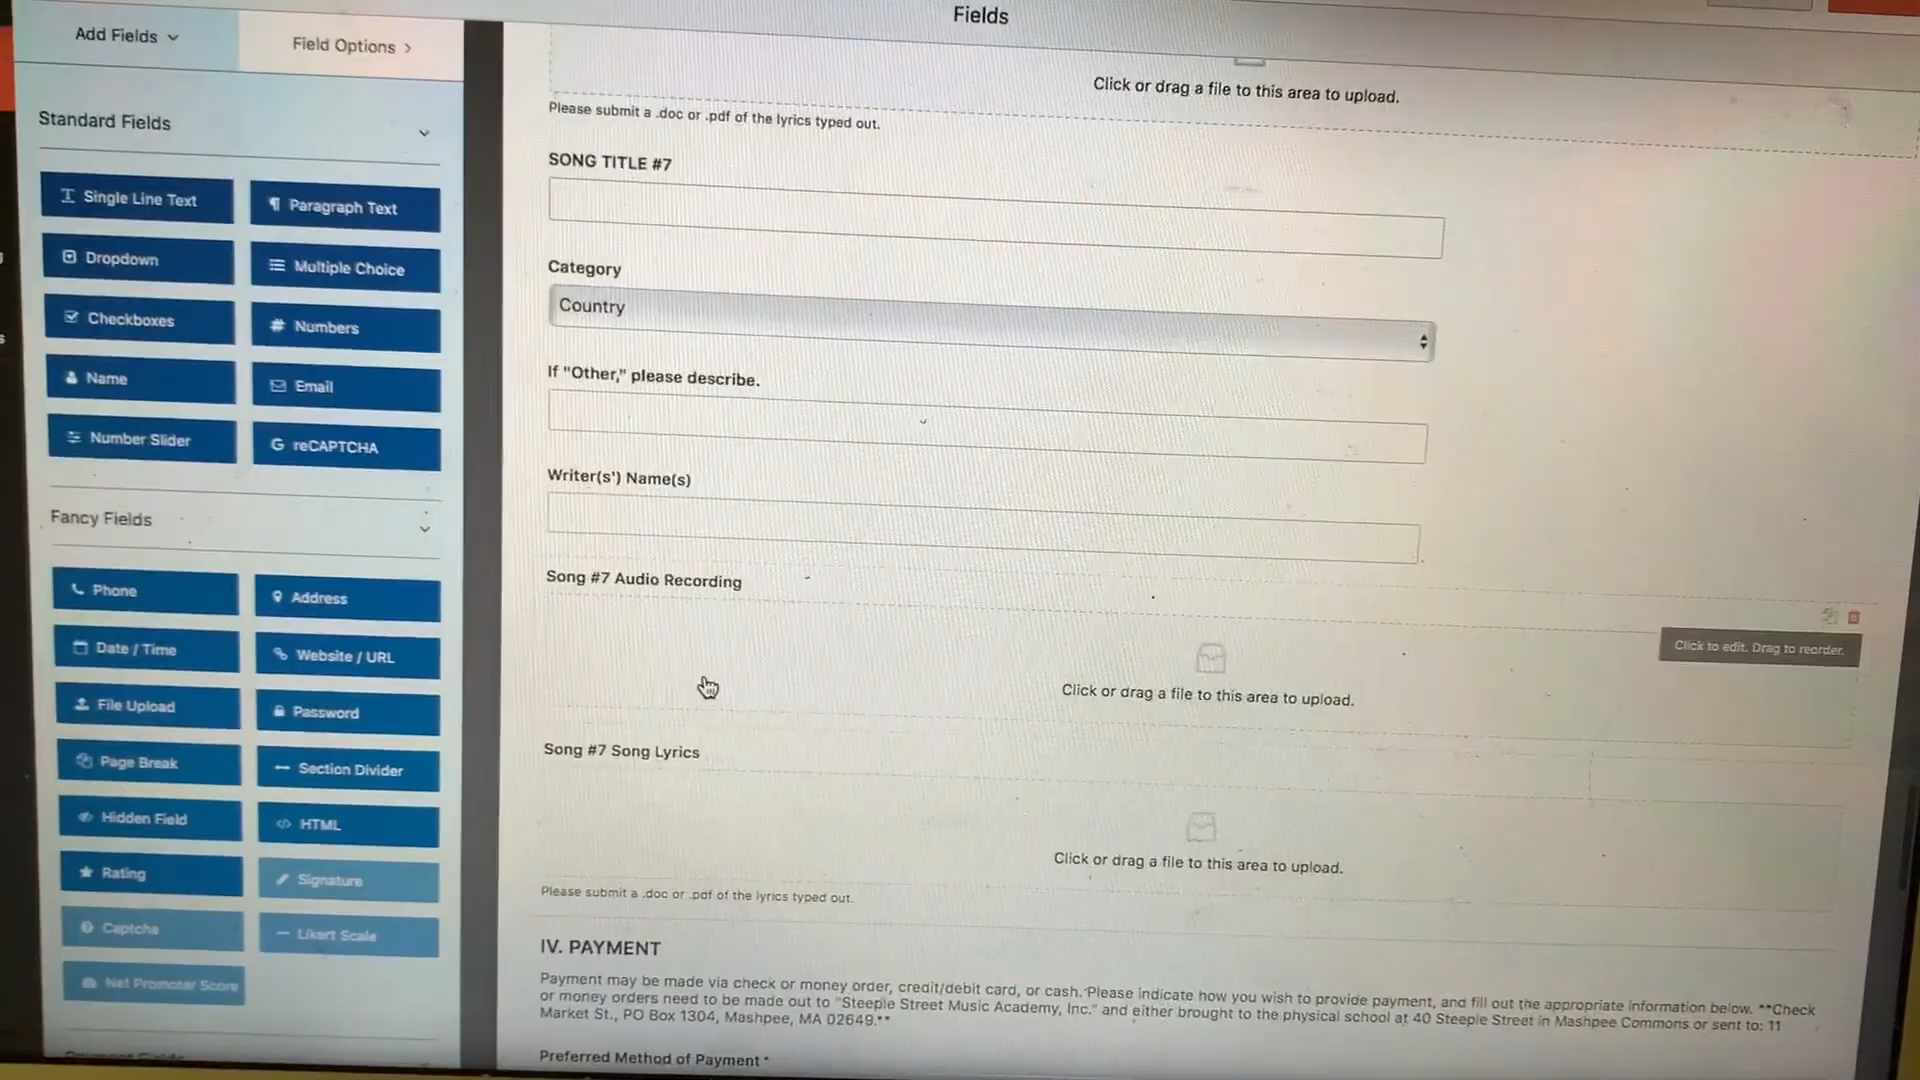 Fields
Add Fields
Field Options
Standard Fields
Single Line Text
Paragraph Text
Dropdown
Multiple Choice
Checkboxes
Numbers
Name
Email
Number Slider
reCAPTCHA
Fancy Fields
Phone
Address
Date / Time
Website / URL
File Upload
Password
Page Break
Section Divider
Hidden Field
HTML
Rating
Signature
Captcha
Likert Scale
Net Promoter Score
Click or drag a file to this area to upload.
Please submit a .doc or .pdf of the lyrics typed out.
SONG TITLE #7
Category
Country
If "Other," please describe.
Writer(s') Name(s)
Song #7 Audio Recording
Click to edit. Drag to reorder.
Click or drag a file to this area to upload.
Song #7 Song Lyrics
Click or drag a file to this area to upload.
Please submit a .doc or .pdf of the lyrics typed out.
IV. PAYMENT
Payment may be made via check or money order, credit/debit card, or cash. Please indicate how you wish to provide payment, and fill out the appropriate information below. **Check
or money orders need to be made out to "Steeple Street Music Academy, Inc." and either brought to the physical school at 40 Steeple Street in Mashpee Commons or sent to: 11
Market St., PO Box 1304, Mashpee, MA 02649.**
Preferred Method of Payment *